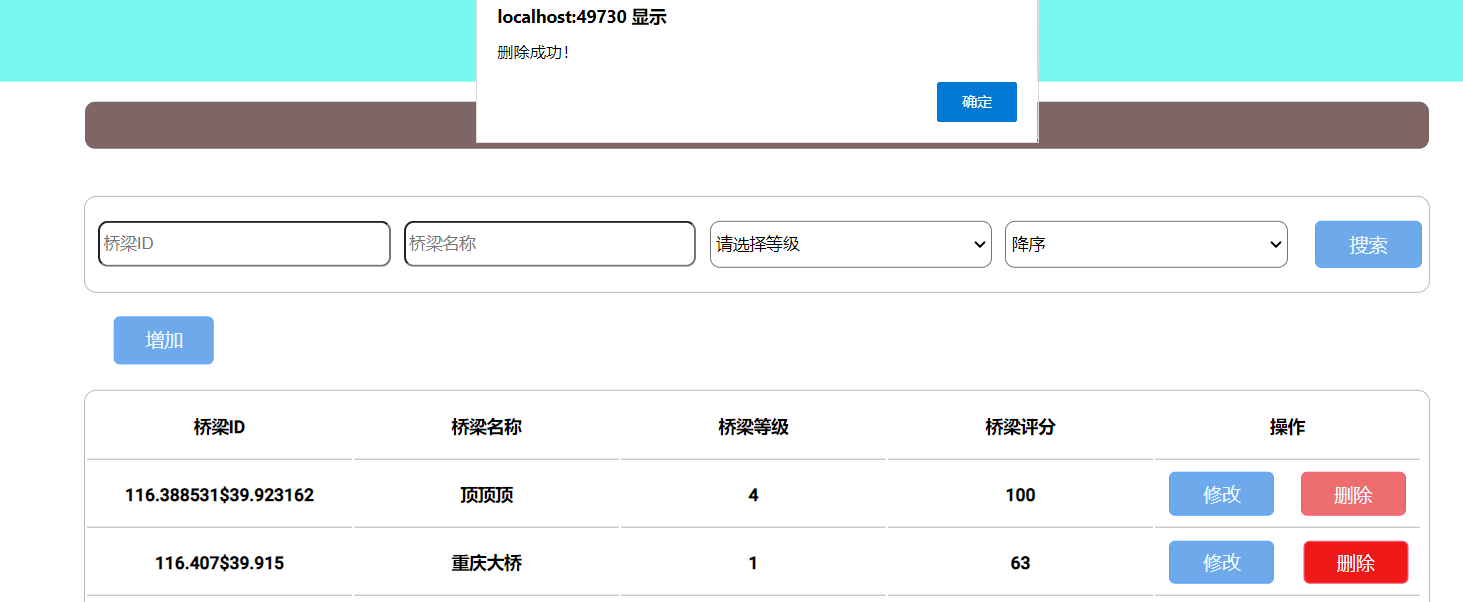 localhost:49730 显示
删除成功！
确定
桥梁ID 桥梁名称 请选择等级 降序 搜索
增加
桥梁ID 桥梁名称 桥梁等级 桥梁评分 操作
116.388531$39.923162 顶顶顶 4 100 修改 删除
116.407$39.915 重庆大桥 1 63 修改 删除